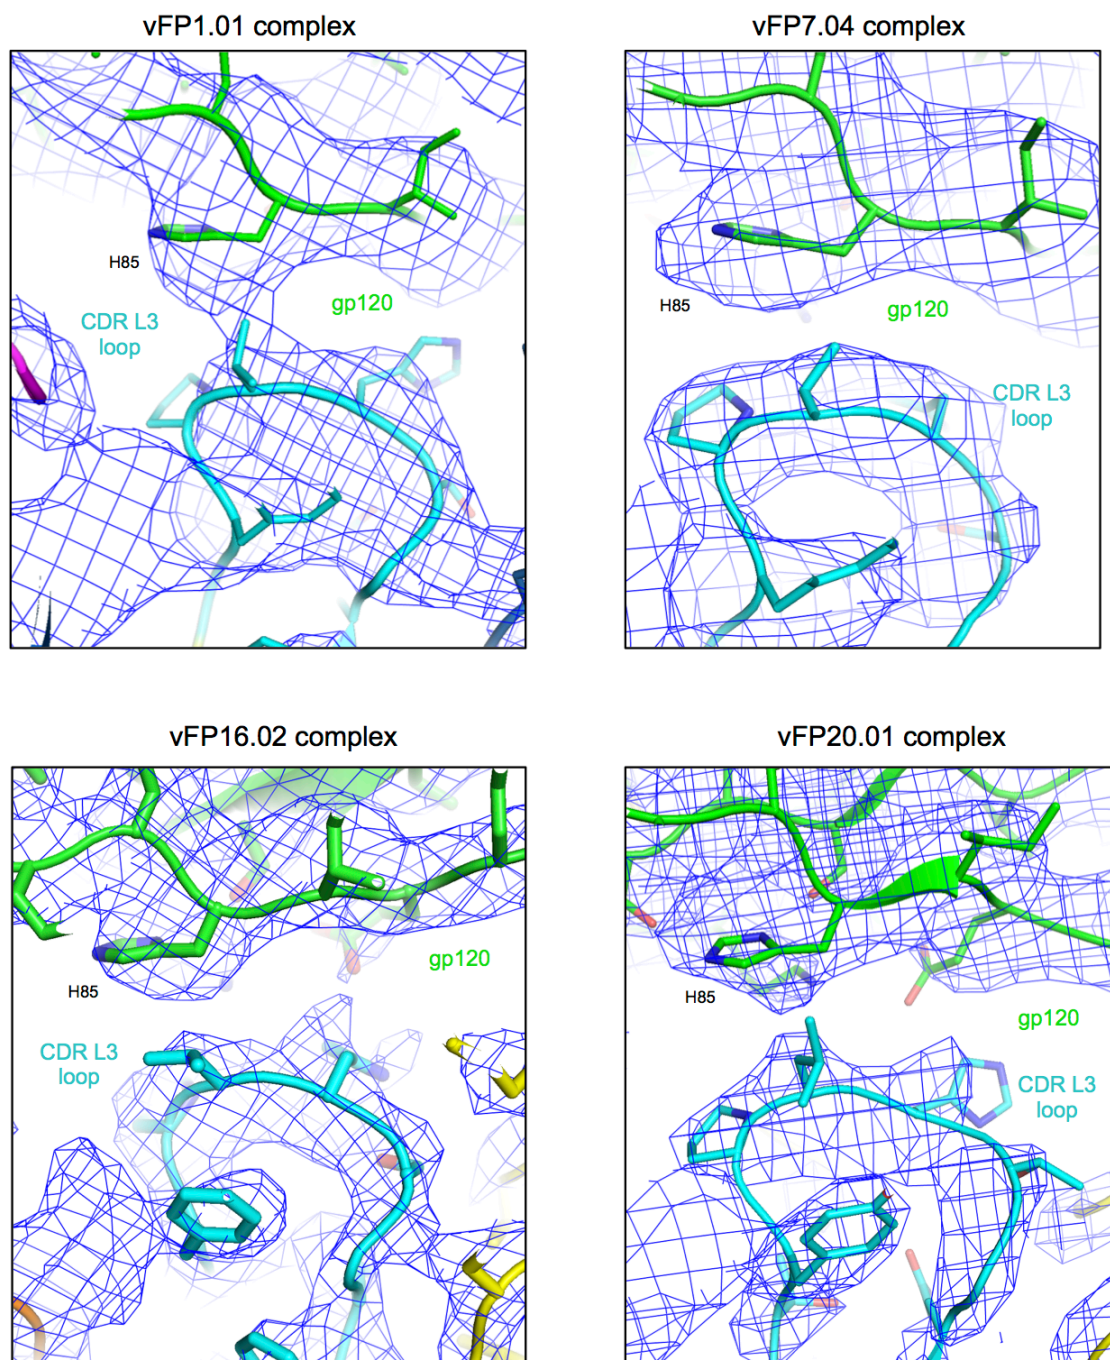 vFP1.01 complex
H85
gp120
CDR L3
loop
vFP7.04 complex
H85
gp120
CDR L3
loop
vFP16.02 complex
gp120
H85
CDR L3
loop
vFP20.01 complex
H85
gp120
CDR L3
loop